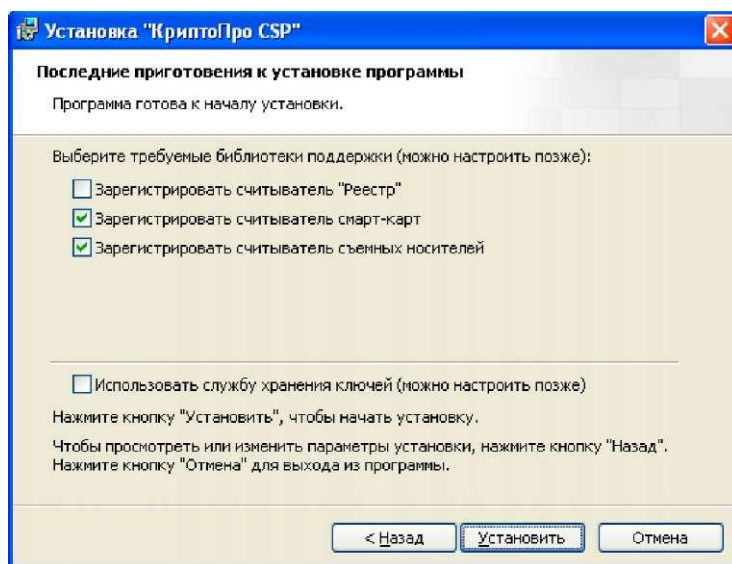 Установка "КриптоПро CSP"
Последние приготовения к установке программы
Программа готова к началу установки.
Выберите требуемые библиотеки поддержки (можно настроить позже):
Зарегистрировать считыватель "Реестр"
Зарегистрировать считыватель смарт-карт
Зарегистрировать считыватель съемных носителей
Использовать службу хранения ключей (можно настроить позже)
Нажмите кнопку "Установить", чтобы начать установку.
Чтобы просмотреть или изменить параметры установки, нажмите кнопку "Назад".
Нажмите кнопку "Отмена" для выхода из программы.
< Назад Установить Отмена